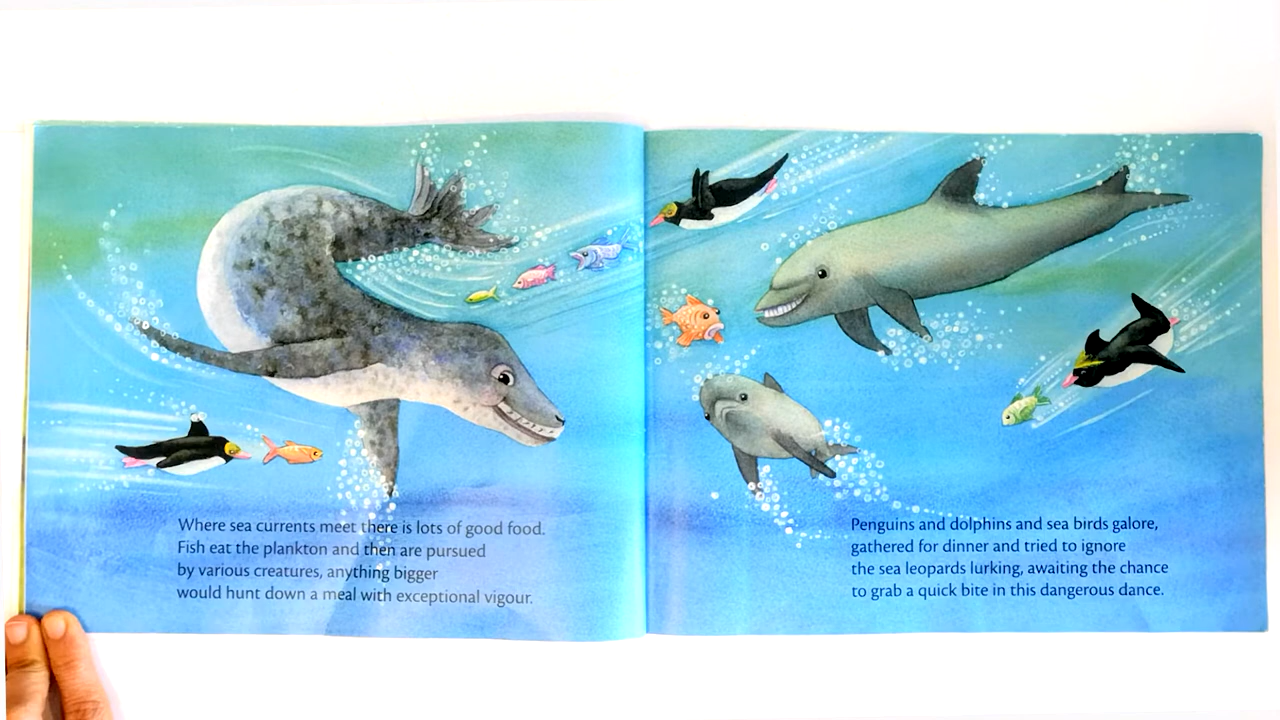 Where sea currents meet there is lots of good food.
Fish eat the plankton and then are pursued
by various creatures, anything bigger
would hunt down a meal with exceptional vigour.
Penguins and dolphins and sea birds galore,
gathered for dinner and tried to ignore
the sea leopards lurking, awaiting the chance
to grab a quick bite in this dangerous dance.